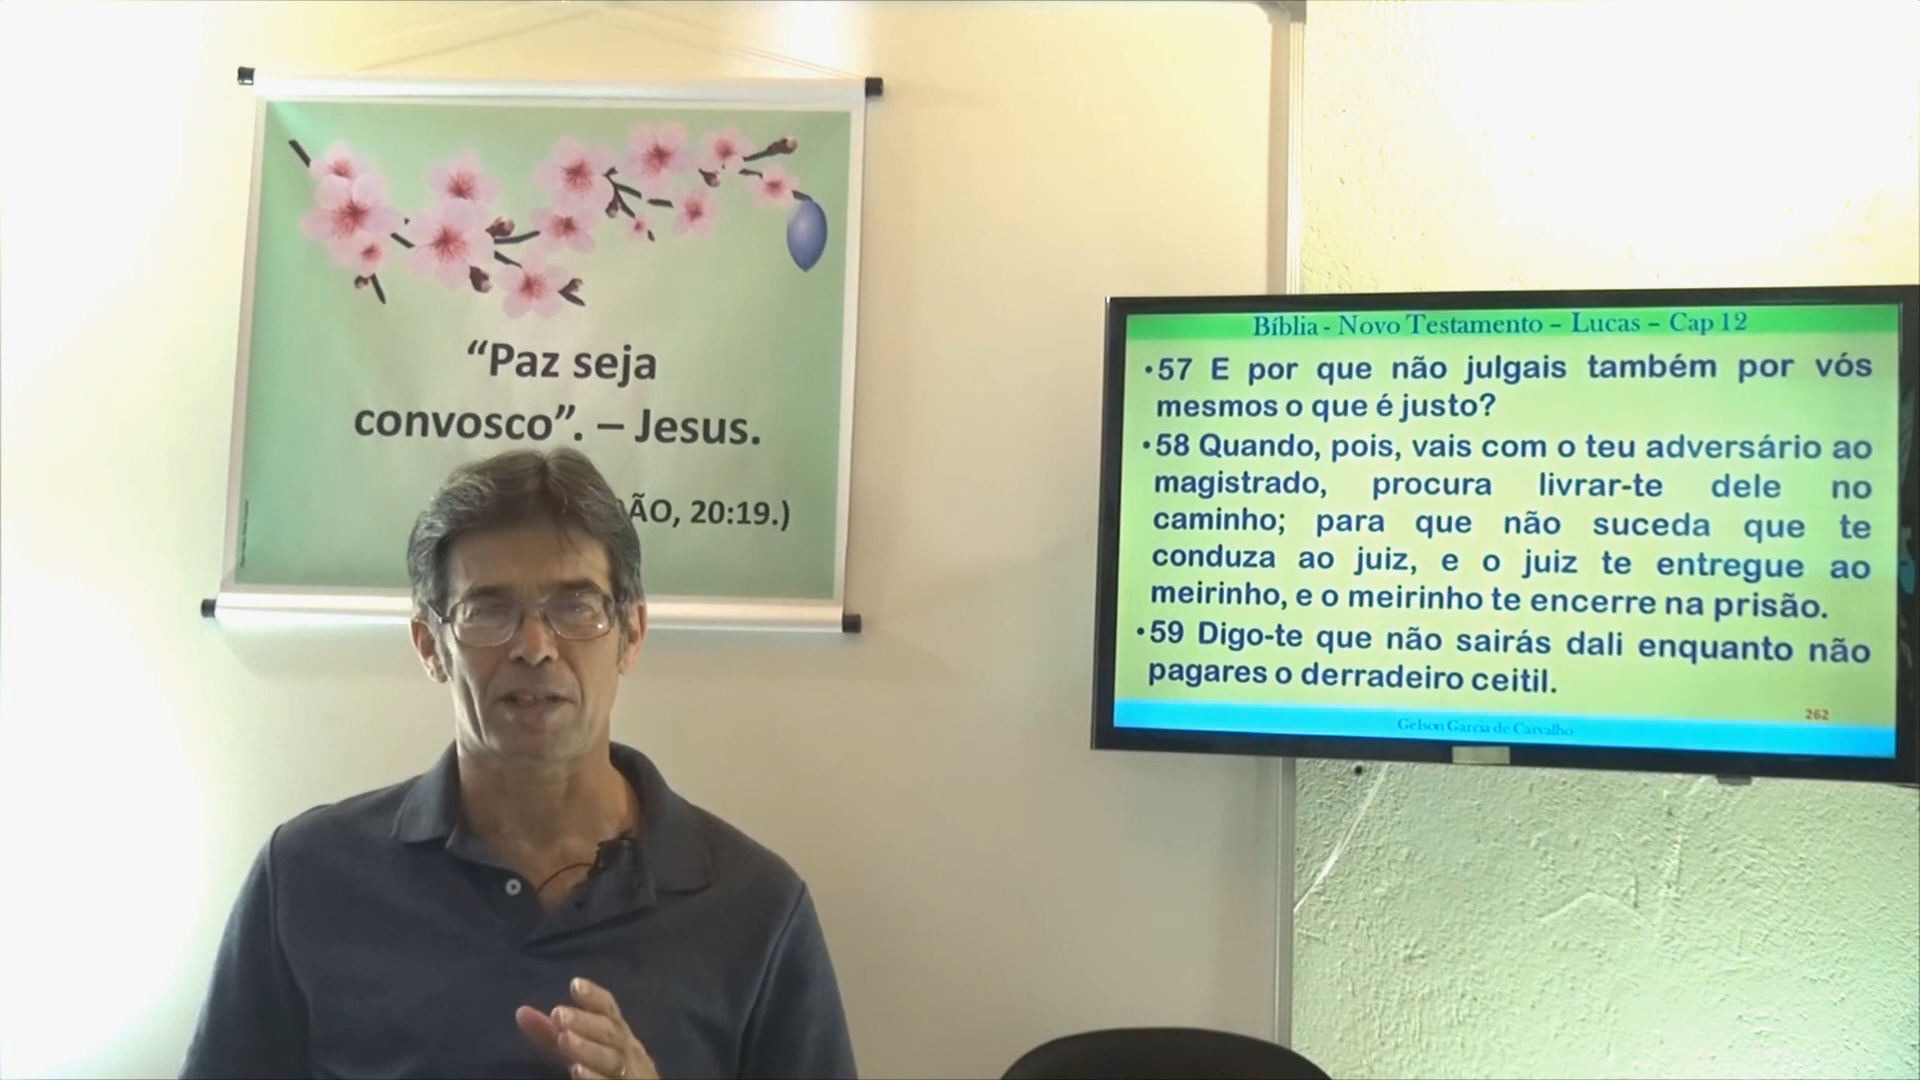 “Paz seja
convosco”. – Jesus.
ÃO, 20:19.)
Bíblia - Novo Testamento – Lucas – Cap 12
•57 E por que não julgais também por vós
mesmos o que é justo?
•58 Quando, pois, vais com o teu adversário ao
magistrado, procura livrar-te dele no
caminho; para que não suceda que te
conduza ao juiz, e o juiz te entregue ao
meirinho, e o meirinho te encerre na prisão.
•59 Digo-te que não sairás dali enquanto não
pagares o derradeiro ceitil.
262
Gelson Garcia de Carvalho